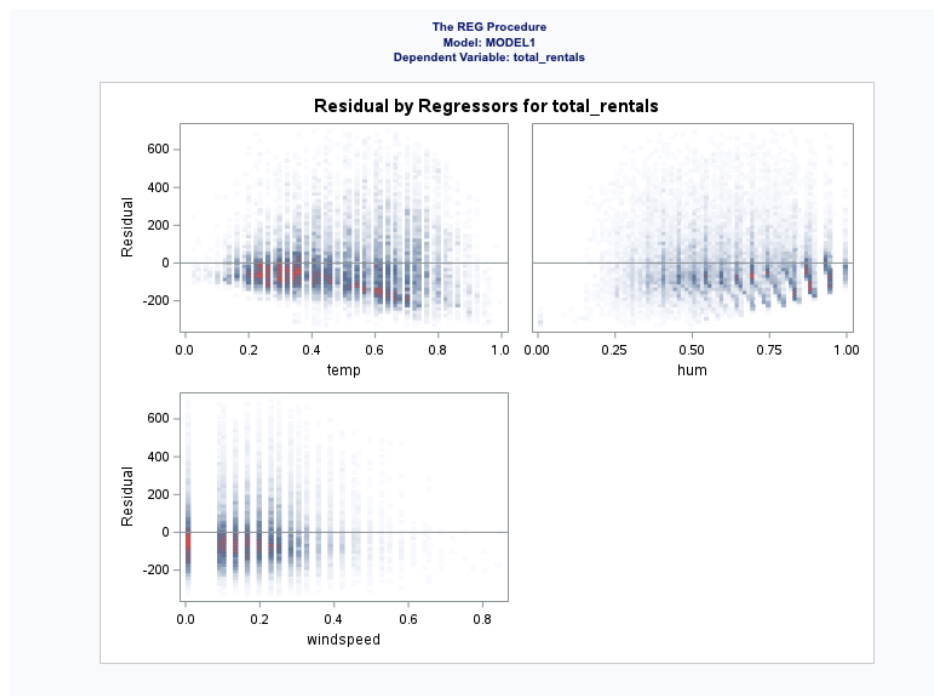 The REG Procedure
Model: MODEL1
Dependent Variable: total_rentals
Residual by Regressors for total_rentals
Residual
600
400
200
0
-200
0.0 0.2 0.4 0.6 0.8 1.0
temp
0.00 0.25 0.50 0.75 1.00
hum
Residual
600
400
200
0
-200
0.0 0.2 0.4 0.6 0.8
windspeed